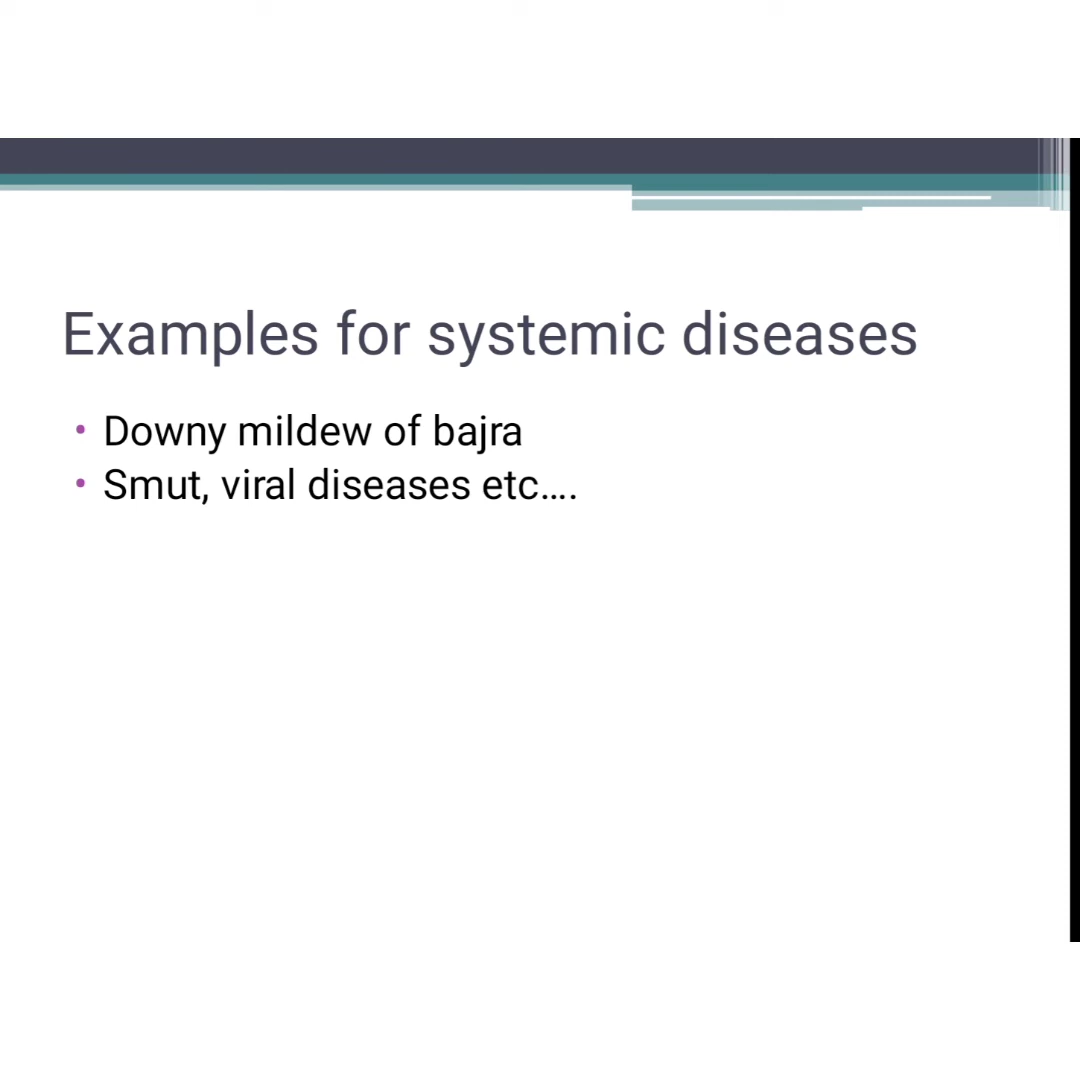 Examples for systemic diseases
• Downy mildew of bajra
• Smut, viral diseases etc….